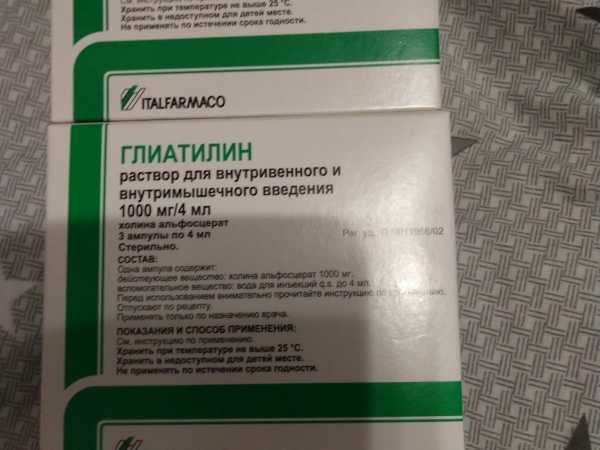 Хранить при температуре не выше 25 °С.
Хранить в недоступном для детей месте.
Не применять по истечении срока годности.
ITALFARMACO
ГЛИАТИЛИН
раствор для внутривенного и
внутримышечного введения
1000 мг/4 мл
холина альфосцерат
3 ампулы по 4 мл
Стерильно.
Рег. уд.
СОСТАВ:
Одна ампула содержит:
действующее вещество: холина альфосцерат 1000 мг,
вспомогательное вещество: вода для инъекций q.s. до 4 мл.
Перед использованием внимательно прочитайте инструкцию по применению.
Отпускают по рецепту.
Применять только по назначению врача.
ПОКАЗАНИЯ И СПОСОБ ПРИМЕНЕНИЯ:
См. инструкцию по применению.
Хранить при температуре не выше 25 °С.
Хранить в недоступном для детей месте.
Не применять по истечении срока годности.